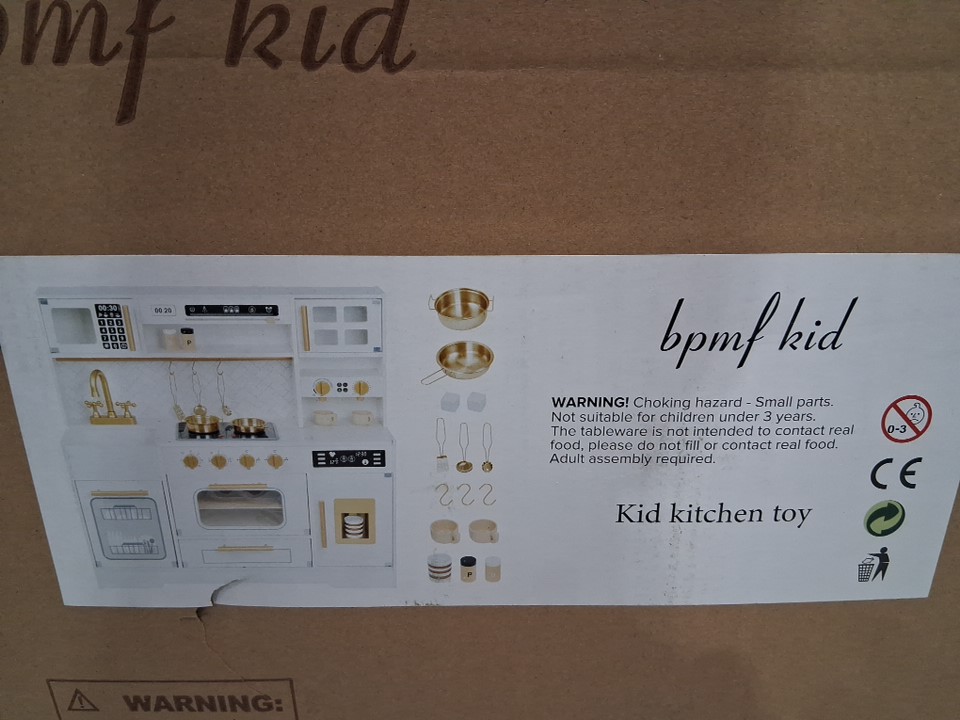 bpmf kid
00:30
00 20
P
bpmf kid
WARNING! Choking hazard - Small parts.
Not suitable for children under 3 years.
The tableware is not intended to contact real
food, please do not fill or contact real food.
Adult assembly required.
0-3
CE
Kid kitchen toy
P
WARNING: